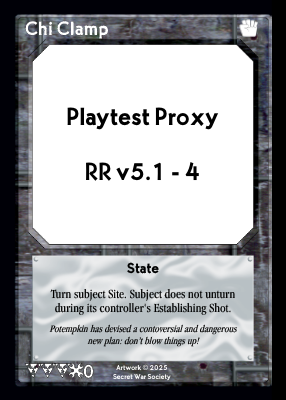 Chi Clamp
Playtest Proxy
RR v5.1 - 4
State
Turn subject Site. Subject does not unturn
during its controller's Establishing Shot.
Potempkin has devised a contoversial and dangerous
new plan: don't blow things up!
0
Artwork © 2025
Secret War Society